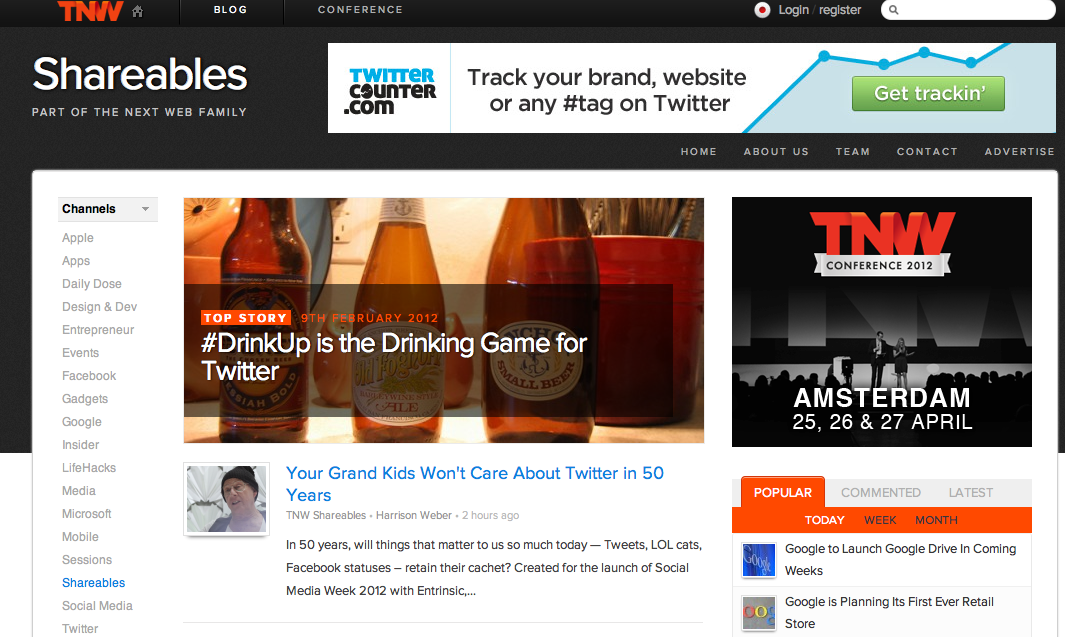 TNW
BLOG
CONFERENCE
Login / register
Shareables
PART OF THE NEXT WEB FAMILY
TWITTER
COUNTER
.COM
Track your brand, website
or any #tag on Twitter
Get trackin'
HOME
ABOUT US
TEAM
CONTACT
ADVERTISE
Channels
Apple
Apps
Daily Dose
Design & Dev
Entrepreneur
Events
Facebook
Gadgets
Google
Insider
LifeHacks
Media
Microsoft
Mobile
Sessions
Shareables
Social Media
Twitter
TOP STORY 9TH FEBRUARY 2012
#DrinkUp is the Drinking Game for
Twitter
SMALL BEER
BARLEYWINE STYLE
ALE
Your Grand Kids Won't Care About Twitter in 50
Years
TNW Shareables • Harrison Weber • 2 hours ago
In 50 years, will things that matter to us so much today — Tweets, LOL cats,
Facebook statuses – retain their cachet? Created for the launch of Social
Media Week 2012 with Entrinsic,...
TNW
CONFERENCE 2012
AMSTERDAM
25, 26 & 27 APRIL
POPULAR
COMMENTED
LATEST
TODAY
WEEK
MONTH
Google to Launch Google Drive In Coming
Weeks
Google is Planning Its First Ever Retail
Store